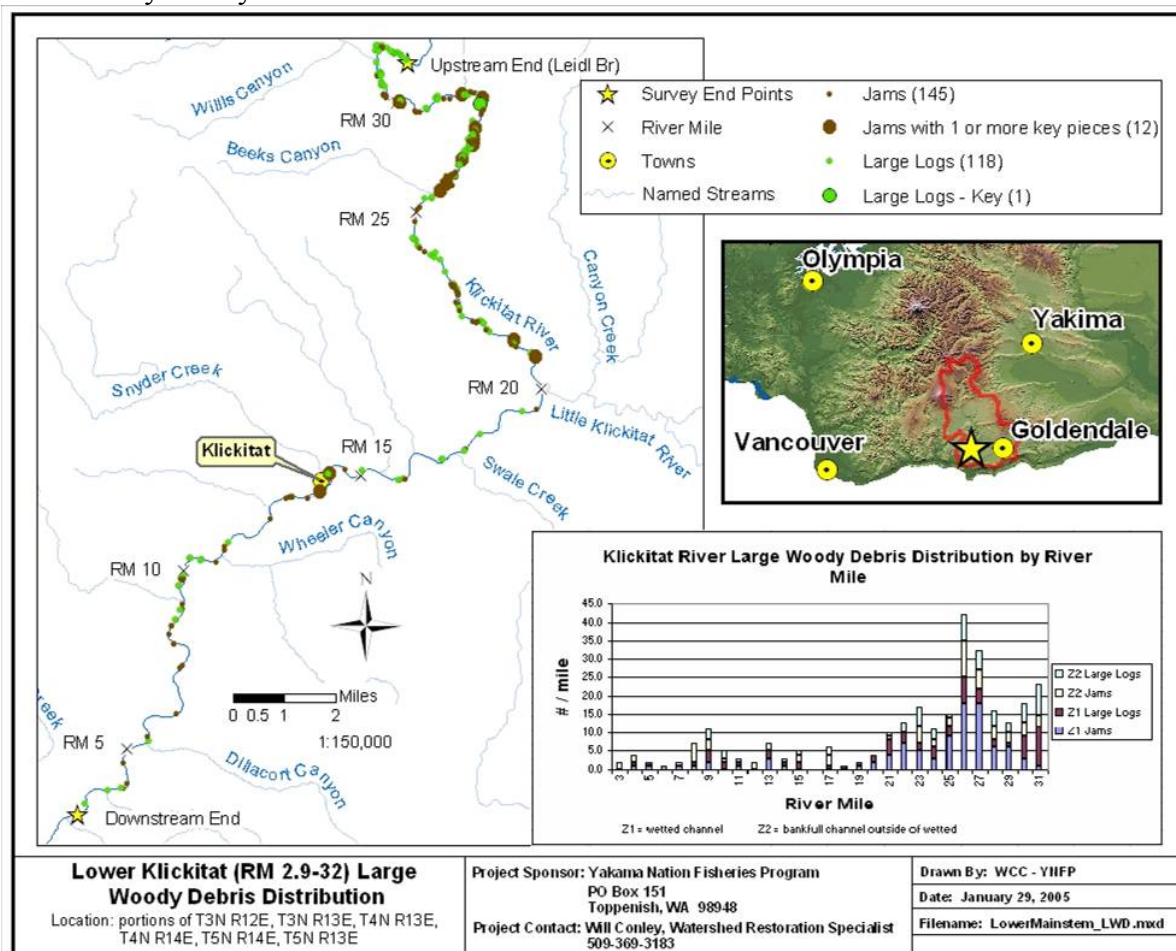 Upstream End (Leidl Br)
Willis Canyon
RM 30
Beeks Canyon
RM 25
Klickitat River
Canyon Creek
RM 20
Little Klickitat River
Snyder Creek
Klickitat
RM 15
Swale Creek
Wheeler Canyon
RM 10
N
Miles
0 0.5 1 2
1:150,000
Creek
RM 5
Dillacort Canyon
Downstream End
Survey End Points
River Mile
Towns
Named Streams
Jams (145)
Jams with 1 or more key pieces (12)
Large Logs (118)
Large Logs - Key (1)
Olympia
Yakima
Vancouver
Goldendale
Klickitat River Large Woody Debris Distribution by River
Mile
# / mile
45.0
40.0
35.0
30.0
25.0
20.0
15.0
10.0
5.0
0.0
3 5 7 9 11 13 15 17 19 21 23 25 27 29 31
River Mile
Z2 Large Logs
Z2 Jams
Z1 Large Logs
Z1 Jams
Z1 = wetted channel Z2 = bankfull channel outside of wetted
Lower Klickitat (RM 2.9-32) Large
Woody Debris Distribution
Location: portions of T3N R12E, T3N R13E, T4N R13E,
T4N R14E, T5N R14E, T5N R13E
Project Sponsor: Yakama Nation Fisheries Program
PO Box 151
Toppenish, WA 98948
Project Contact: Will Conley, Watershed Restoration Specialist
509-369-3183
Drawn By: WCC - YNFP
Date: January 29, 2005
Filename: LowerMainstem_LWD.mxd